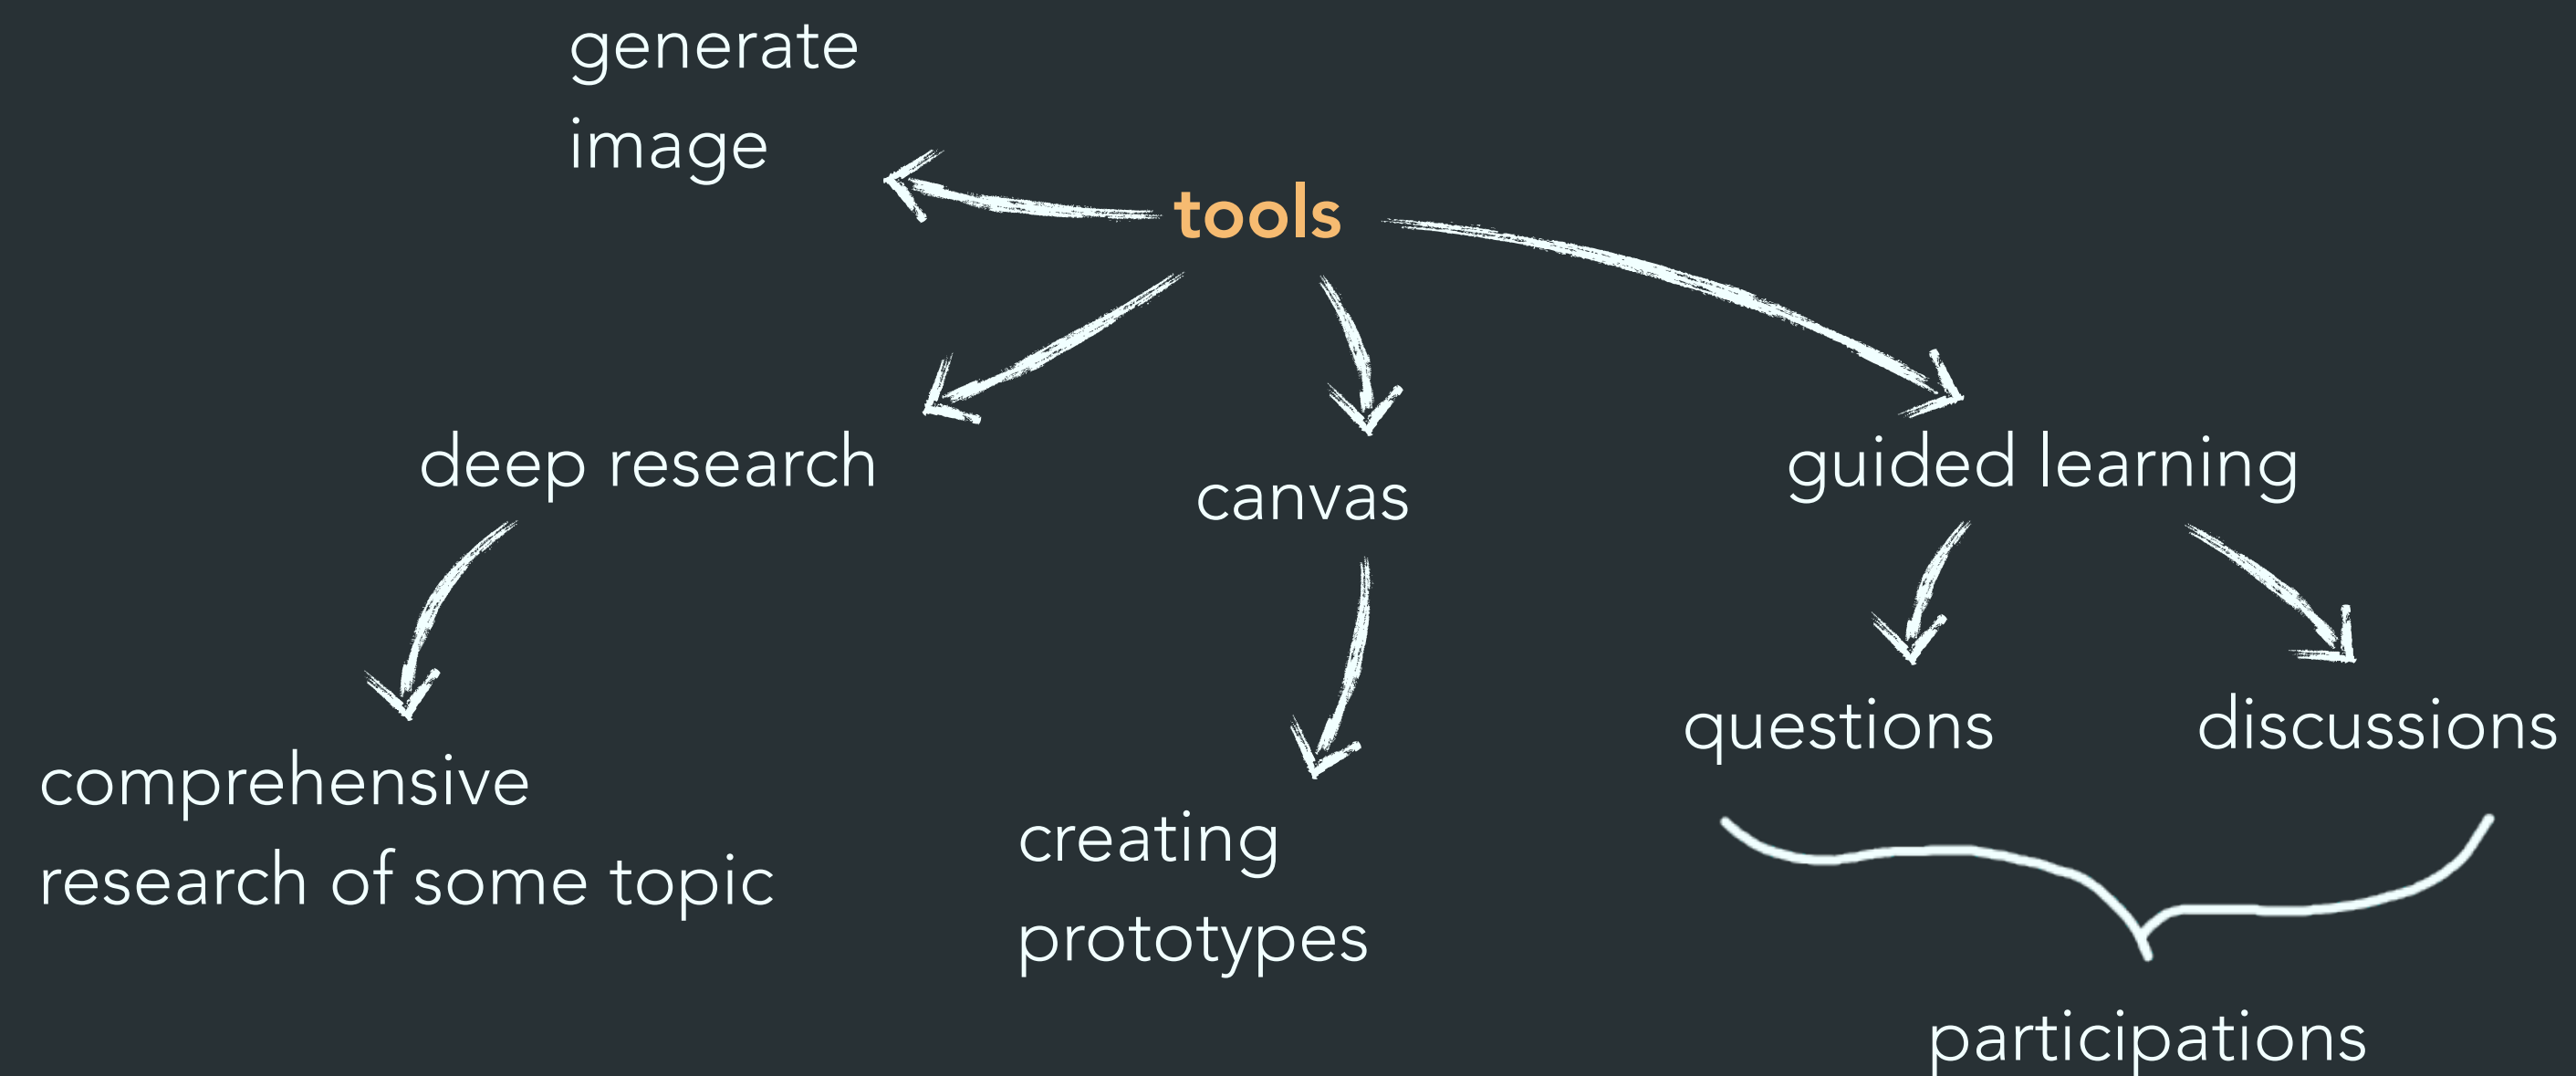 generate
image
tools
deep research
canvas
guided learning
questions
discussions
comprehensive
research of some topic
creating
prototypes
participations